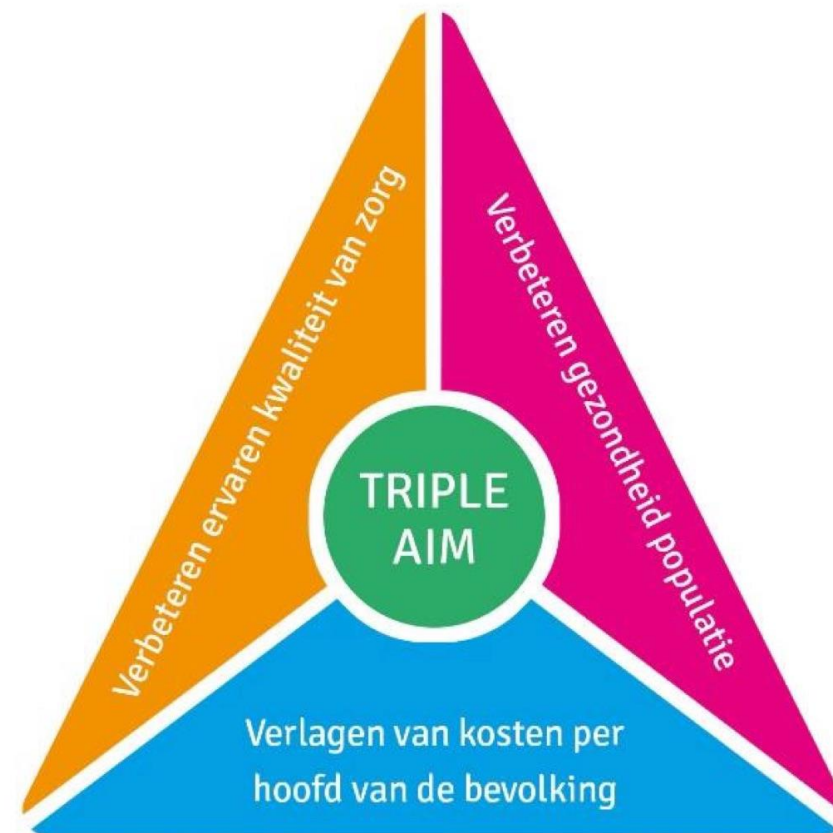 Verbeteren ervaren kwaliteit van zorg
Verbeteren gezondheid populatie
TRIPLE
AIM
Verlagen van kosten per
hoofd van de bevolking